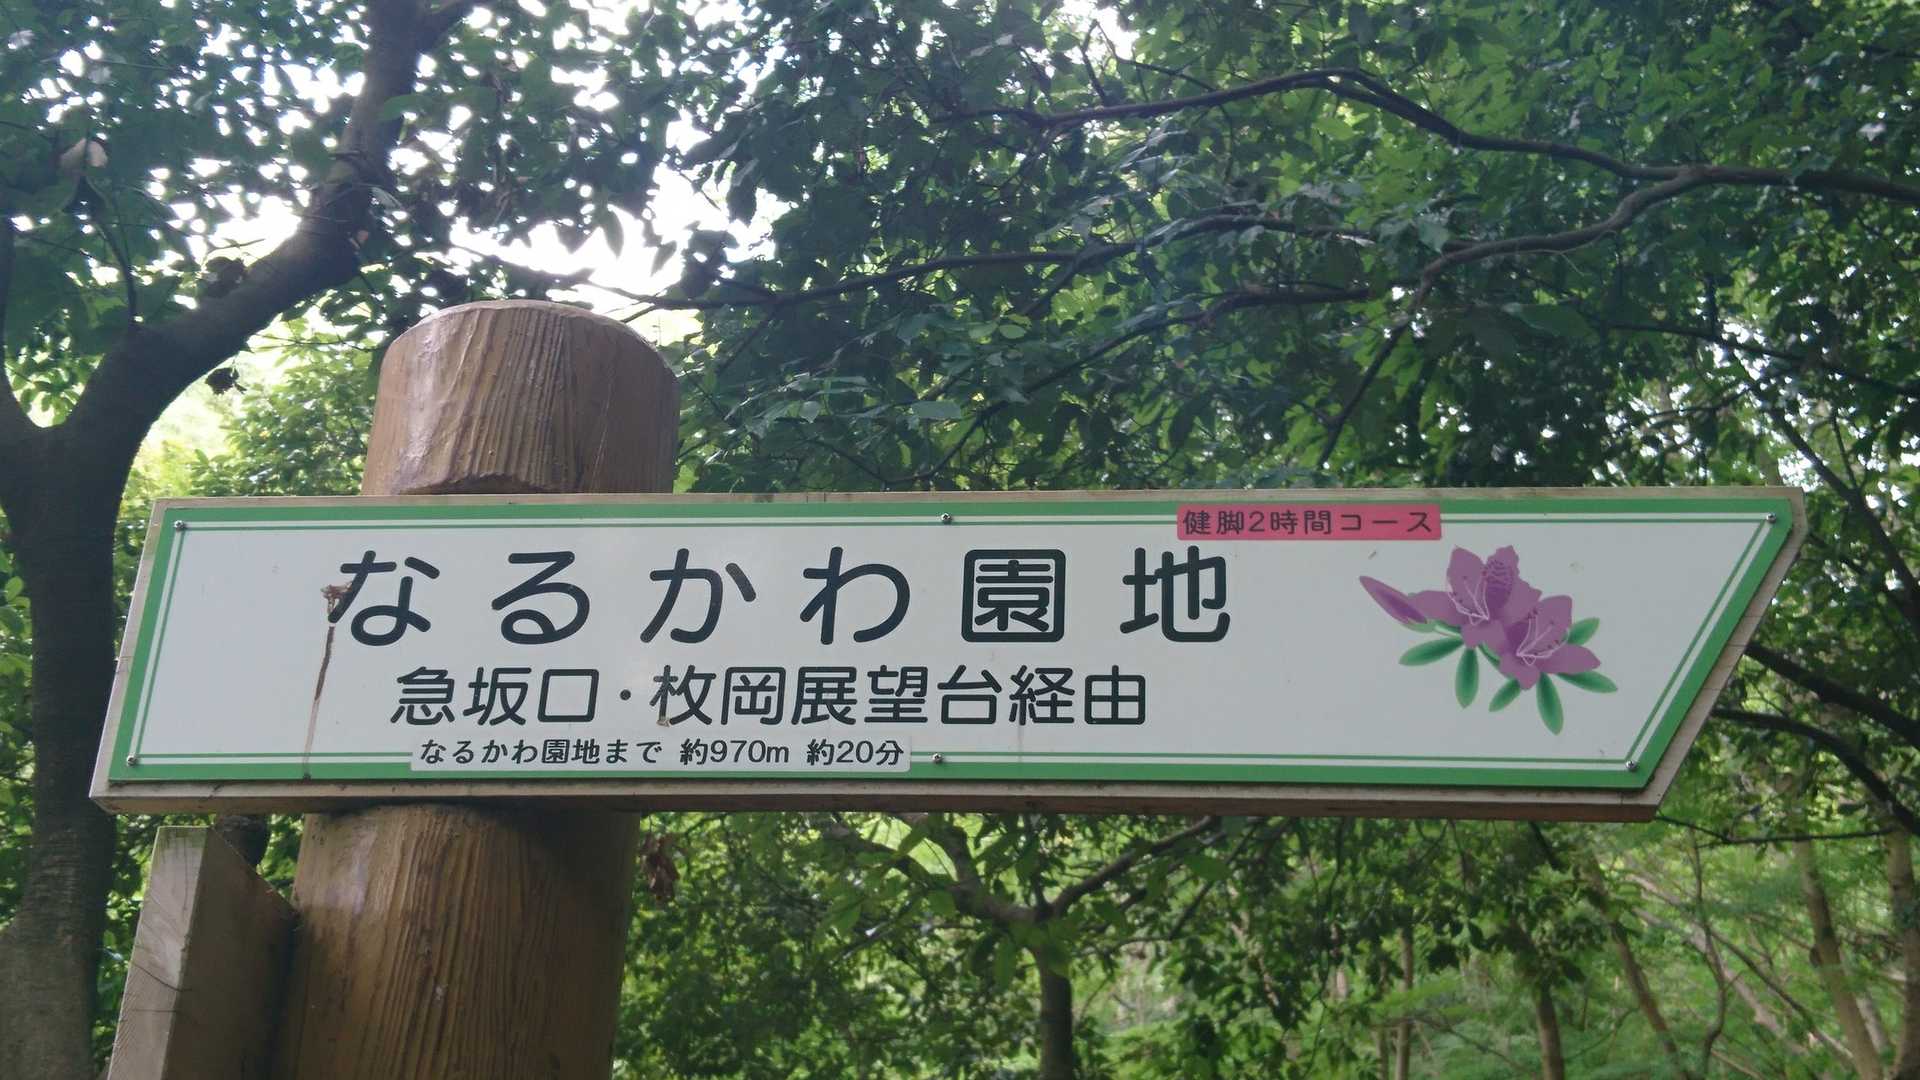 健脚2時間コース
なるかわ園地
急坂口・枚岡展望台経由
なるかわ園地まで 約970m 約20分